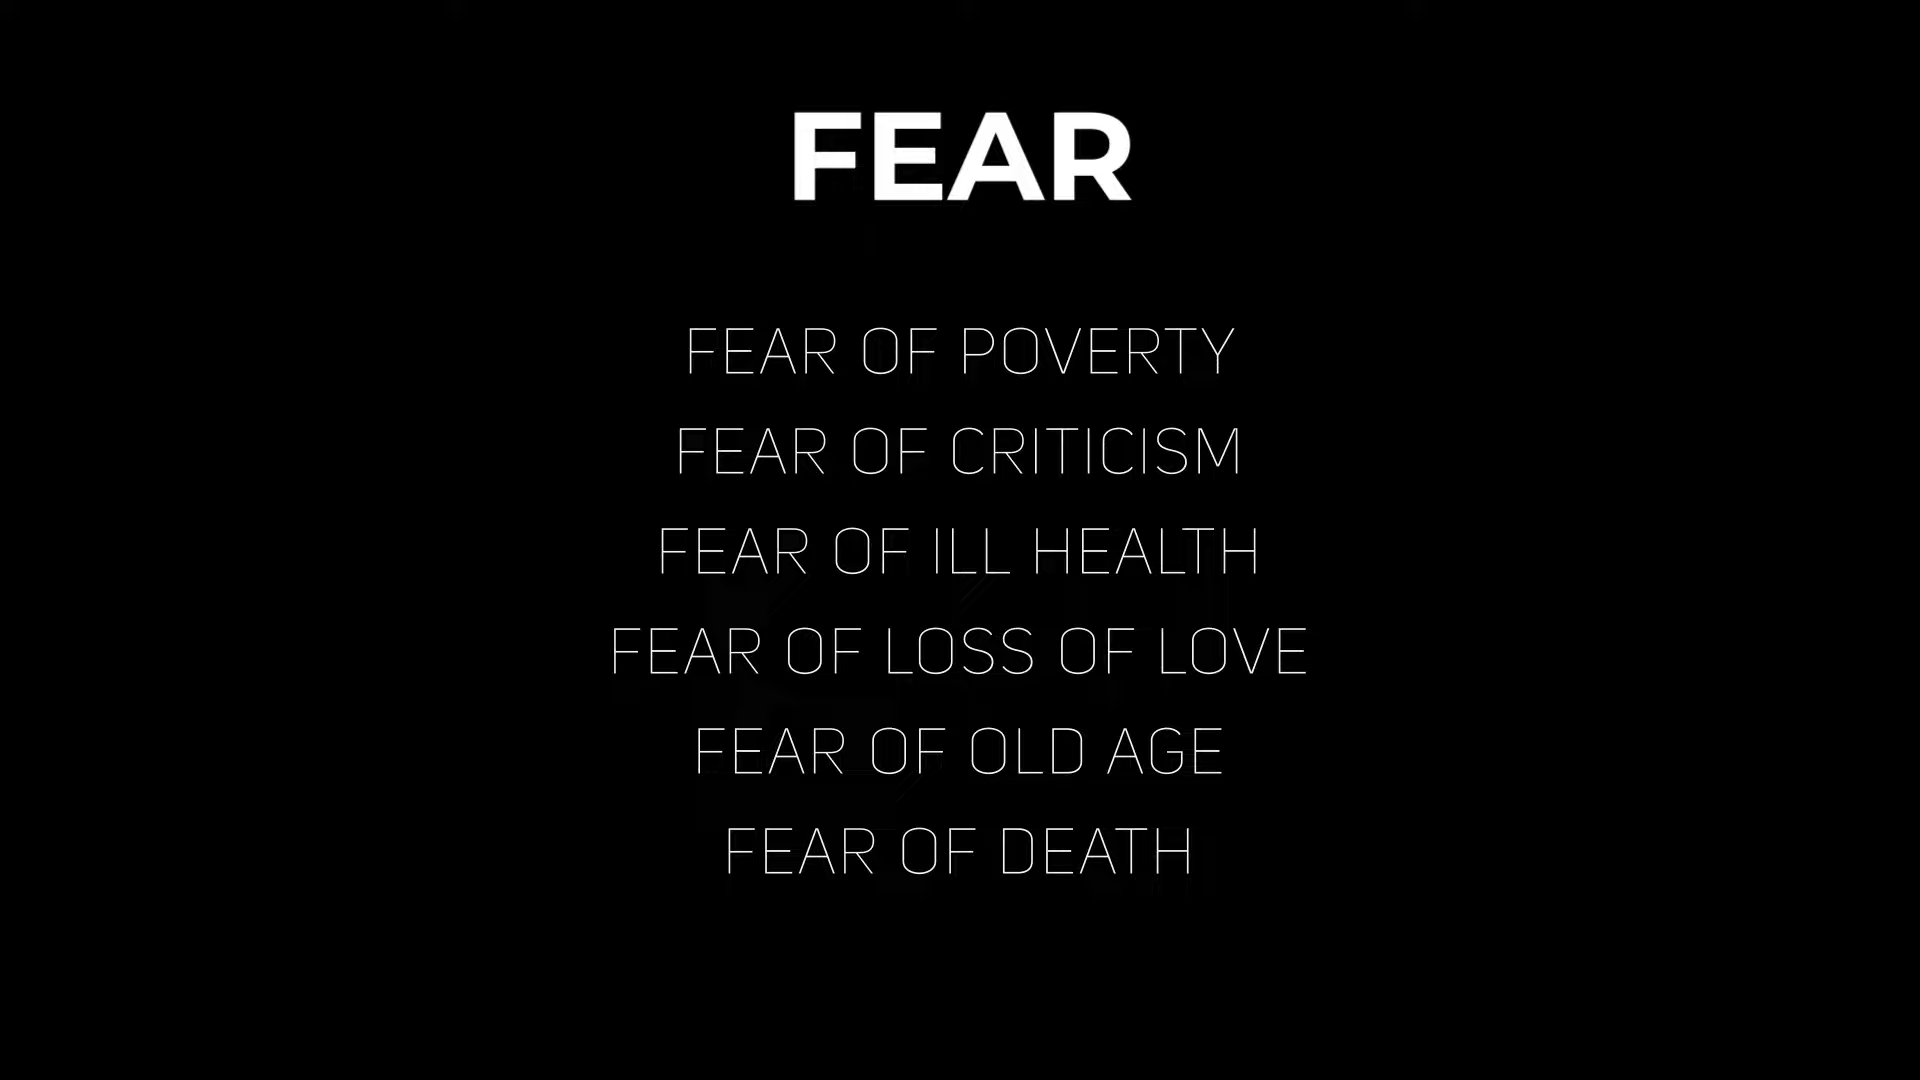 FEAR
FEAR OF POVERTY
FEAR OF CRITICISM
FEAR OF ILL HEALTH
FEAR OF LOSS OF LOVE
FEAR OF OLD AGE
FEAR OF DEATH